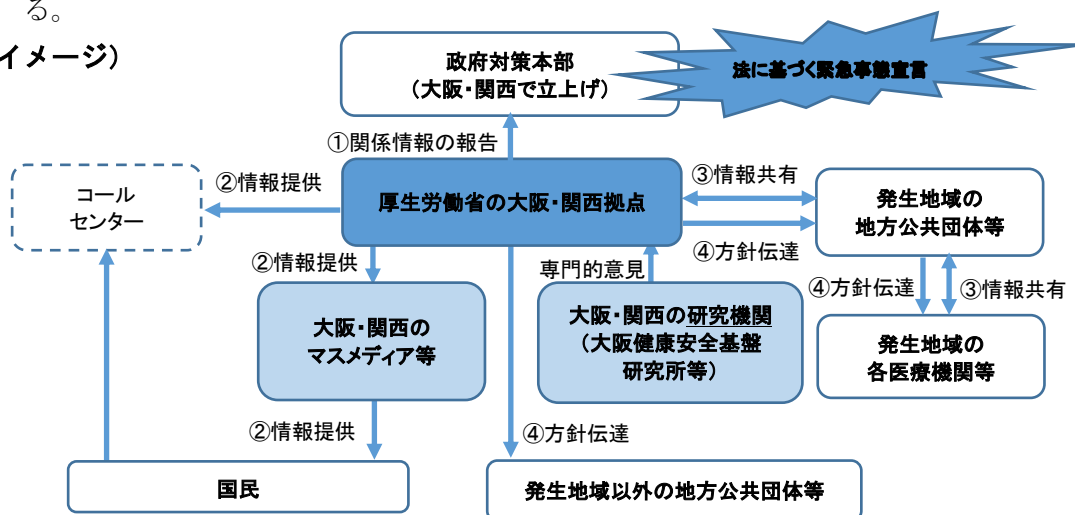 る。
イメージ)
政府対策本部
(大阪・関西で立上げ)
法に基づく緊急事態宣言
①関係情報の報告
コール
センター
②情報提供
厚生労働省の大阪・関西拠点
③情報共有
発生地域の
地方公共団体等
④方針伝達
②情報提供
専門的意見
④方針伝達
③情報共有
大阪・関西の
マスメディア等
大阪・関西の研究機関
(大阪健康安全基盤
研究所等)
発生地域の
各医療機関等
②情報提供
④方針伝達
国民
発生地域以外の地方公共団体等